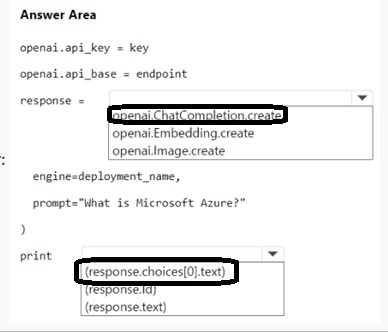 Answer Area
openai.api_key = key
openai.api_base = endpoint
response =
openai.ChatCompletion.create
openai.Embedding.create
openai.Image.create
:
engine=deployment_name,
prompt="What is Microsoft Azure?"
)
print
(response.choices[0].text)
(response.Id)
(response.text)